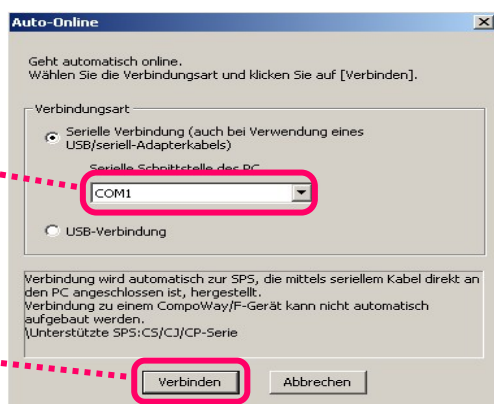 Auto-Online
Geht automatisch online.
Wählen Sie die Verbindungsart und klicken Sie auf [Verbinden].
Verbindungsart
Serielle Verbindung (auch bei Verwendung eines
USB/seriell-Adapterkabels)
Serielle Schnittstelle des PC
COM1
USB-Verbindung
Verbindung wird automatisch zur SPS, die mittels seriellem Kabel direkt an
den PC angeschlossen ist, hergestellt.
Verbindung zu einem CompoWay/F-Gerät kann nicht automatisch
aufgebaut werden.
\Unterstützte SPS:CS/CJ/CP-Serie
Verbinden Abbrechen